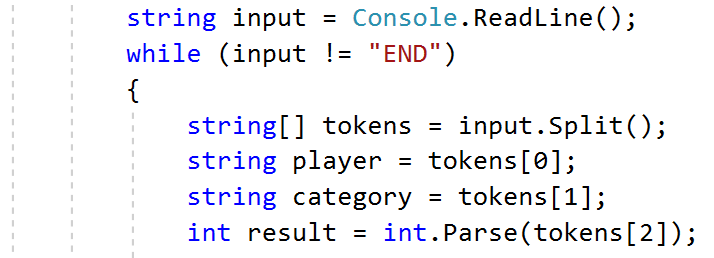 string input = Console.ReadLine();
while (input != "END")
{
string[] tokens = input.Split();
string player = tokens[0];
string category = tokens[1];
int result = int.Parse(tokens[2]);